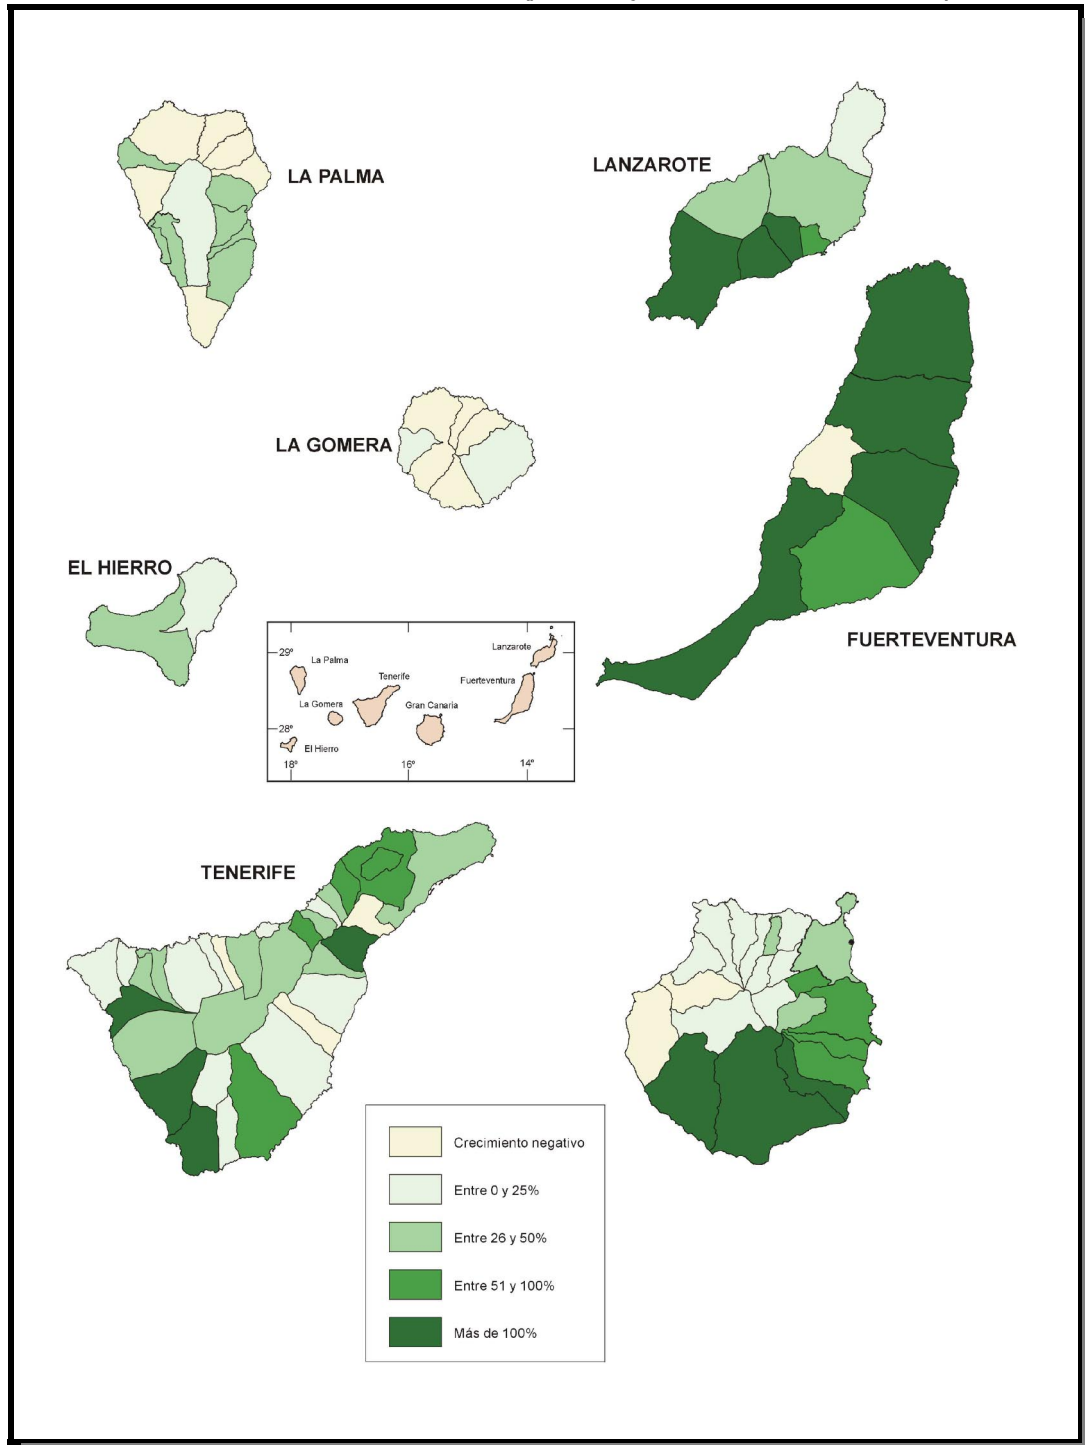 LA PALMA
LANZAROTE
LA GOMERA
EL HIERRO
FUERTEVENTURA
29°
28°
18°
16°
14°
La Palma
La Gomera
El Hierro
Tenerife
Gran Canaria
Fuerteventura
Lanzarote
TENERIFE
Crecimiento negativo
Entre 0 y 25%
Entre 26 y 50%
Entre 51 y 100%
Más de 100%